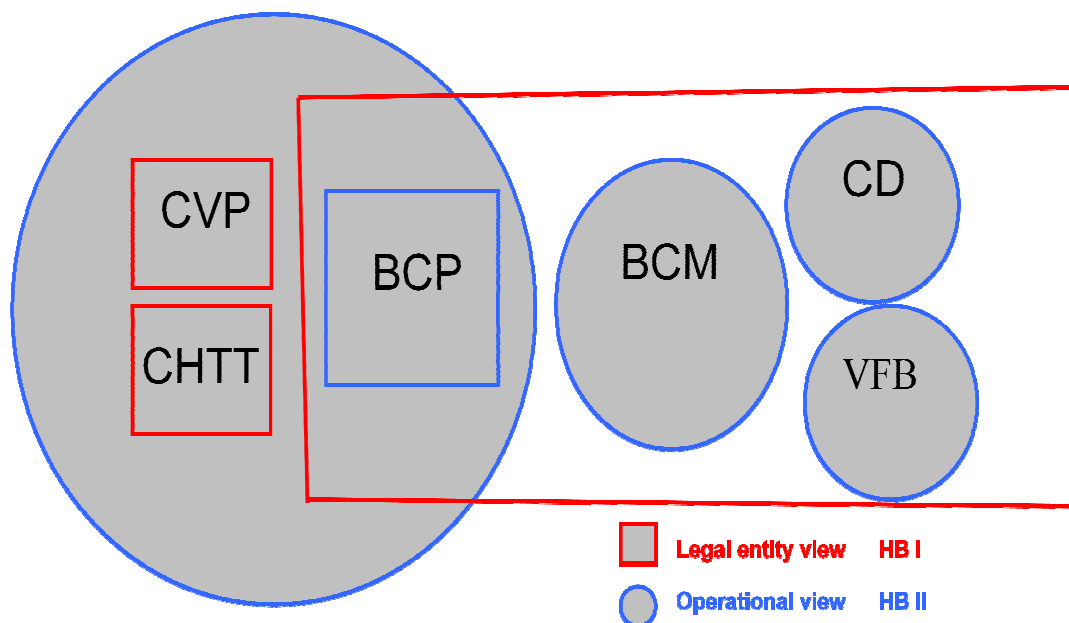 CVP
CHTT
BCP
BCM
CD
VFB
Legal entity view HB I
Operational view HB II